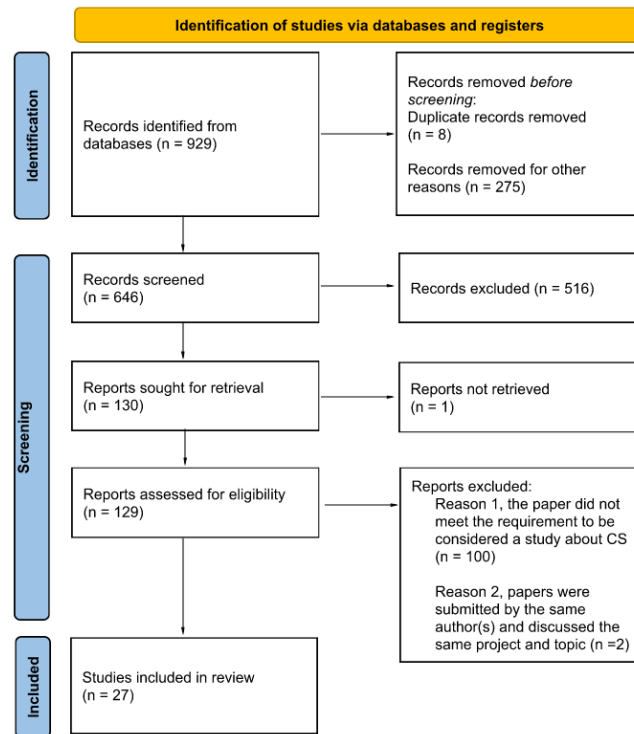 Identification of studies via databases and registers
Identification
Records identified from
databases (n = 929)
Records removed before
screening:
Duplicate records removed
(n = 8)
Records removed for other
reasons (n = 275)
Screening
Records screened
(n = 646)
Records excluded (n = 516)
Reports sought for retrieval
(n = 130)
Reports not retrieved
(n = 1)
Reports assessed for eligibility
(n = 129)
Reports excluded:
Reason 1, the paper did not
meet the requirement to be
considered a study about CS
(n = 100)
Reason 2, papers were
submitted by the same
author(s) and discussed the
same project and topic (n =2)
Included
Studies included in review
(n = 27)